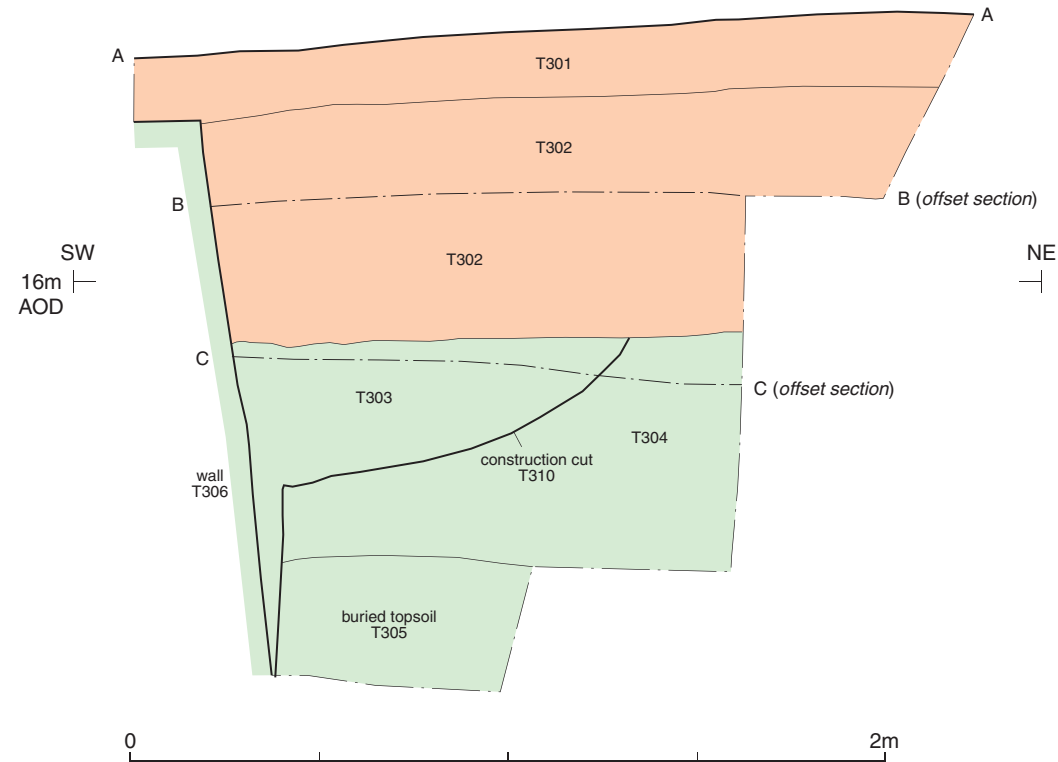 A
A
T301
T302
B
B (offset section)
SW
NE
16m
AOD
T302
C
C (offset section)
T303
T304
construction cut
T310
wall
T306
buried topsoil
T305
0
2m